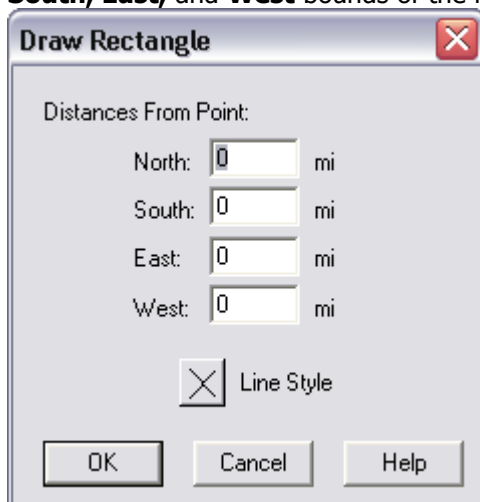 South, East, and West bounds of the
Draw Rectangle
Distances From Point:
North: 0 mi
South: 0 mi
East: 0 mi
West: 0 mi
Line Style
OK Cancel Help